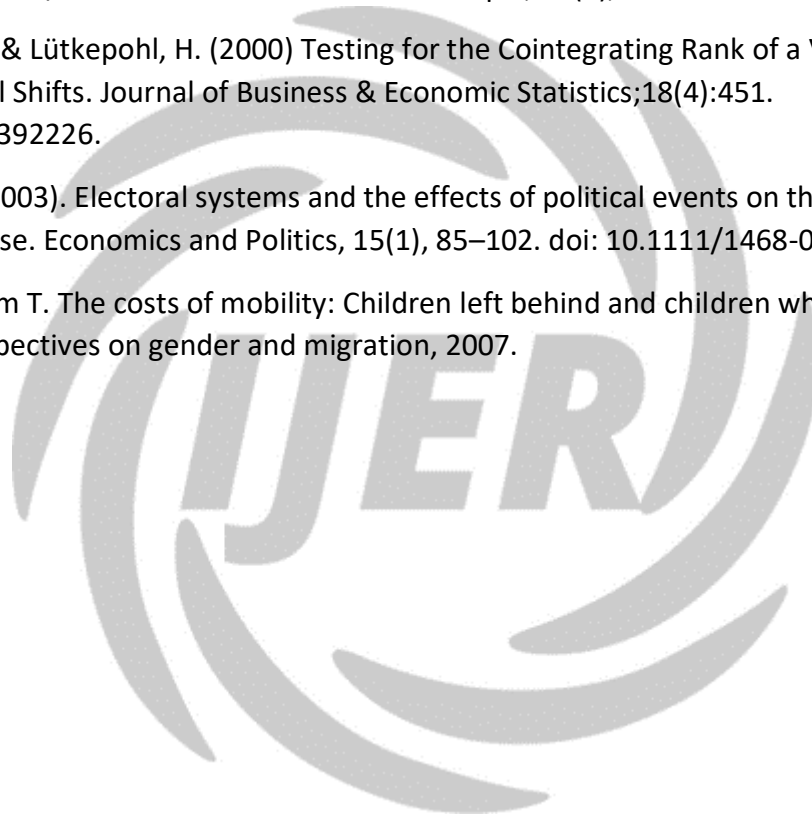 & Lütkepohl, H. (2000) Testing for the Cointegrating Rank of a
l Shifts. Journal of Business & Economic Statistics;18(4):451.
392226.
003). Electoral systems and the effects of political events on th
se. Economics and Politics, 15(1), 85–102. doi: 10.1111/1468-0
m T. The costs of mobility: Children left behind and children wh
pectives on gender and migration, 2007.
IJER